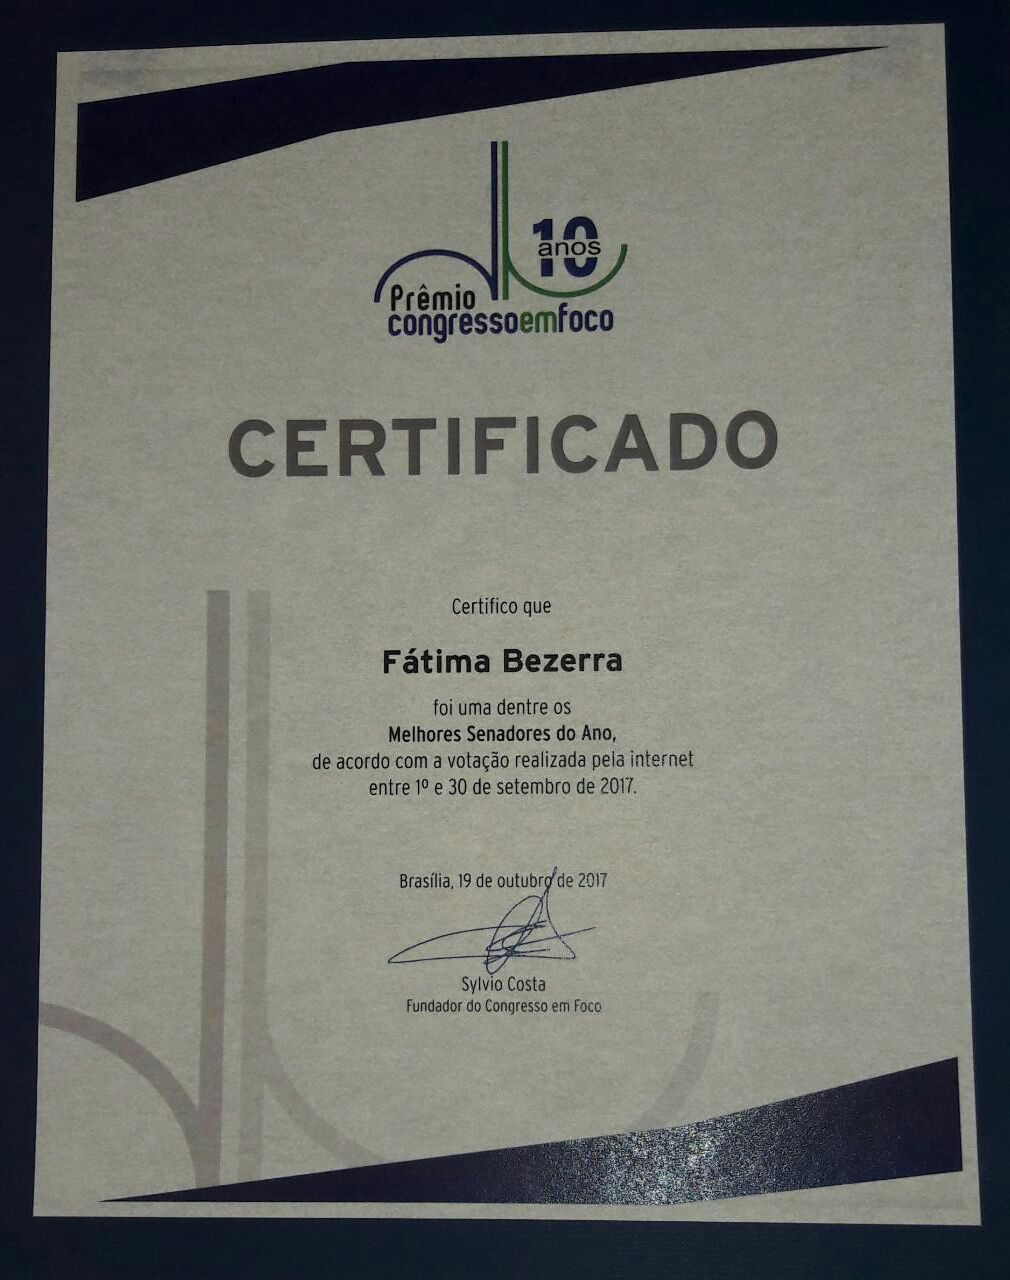 10
anos
Prêmio
congressoemfoco
CERTIFICADO
Certifico que
Fátima Bezerra
foi uma dentre os
Melhores Senadores do Ano,
de acordo com a votação realizada pela internet
entre 1º e 30 de setembro de 2017.
Brasília, 19 de outubro de 2017
Sylvio Costa
Fundador do Congresso em Foco